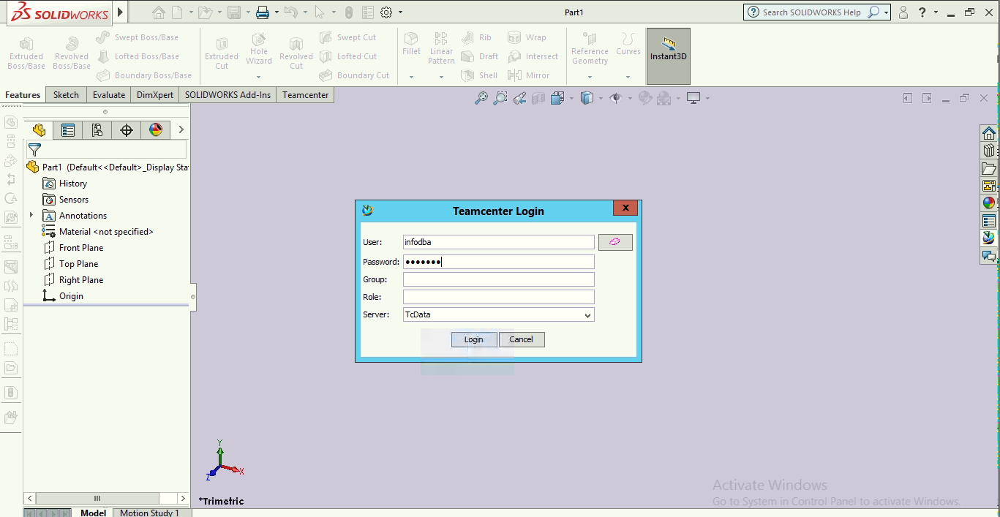 SOLIDWORKS
Part1
Search SOLIDWORKS Help
?
Extruded Boss/Base
Revolved Boss/Base
Swept Boss/Base
Lofted Boss/Base
Boundary Boss/Base
Extruded Cut
Hole Wizard
Revolved Cut
Swept Cut
Lofted Cut
Boundary Cut
Fillet
Linear Pattern
Rib
Draft
Shell
Wrap
Intersect
Mirror
Reference Geometry
Curves
Instant3D
Features Sketch Evaluate DimXpert SOLIDWORKS Add-Ins Teamcenter
Part1 (Default<<Default>_Display Sta
History
Sensors
Annotations
Material <not specified>
Front Plane
Top Plane
Right Plane
Origin
Teamcenter Login
X
User: infodba
Password: •••••••
Group:
Role:
Server: TcData
Login Cancel
Y
X
Z
*Trimetric
Activate Windows
Go to System in Control Panel to activate Windows.
Model Motion Study 1